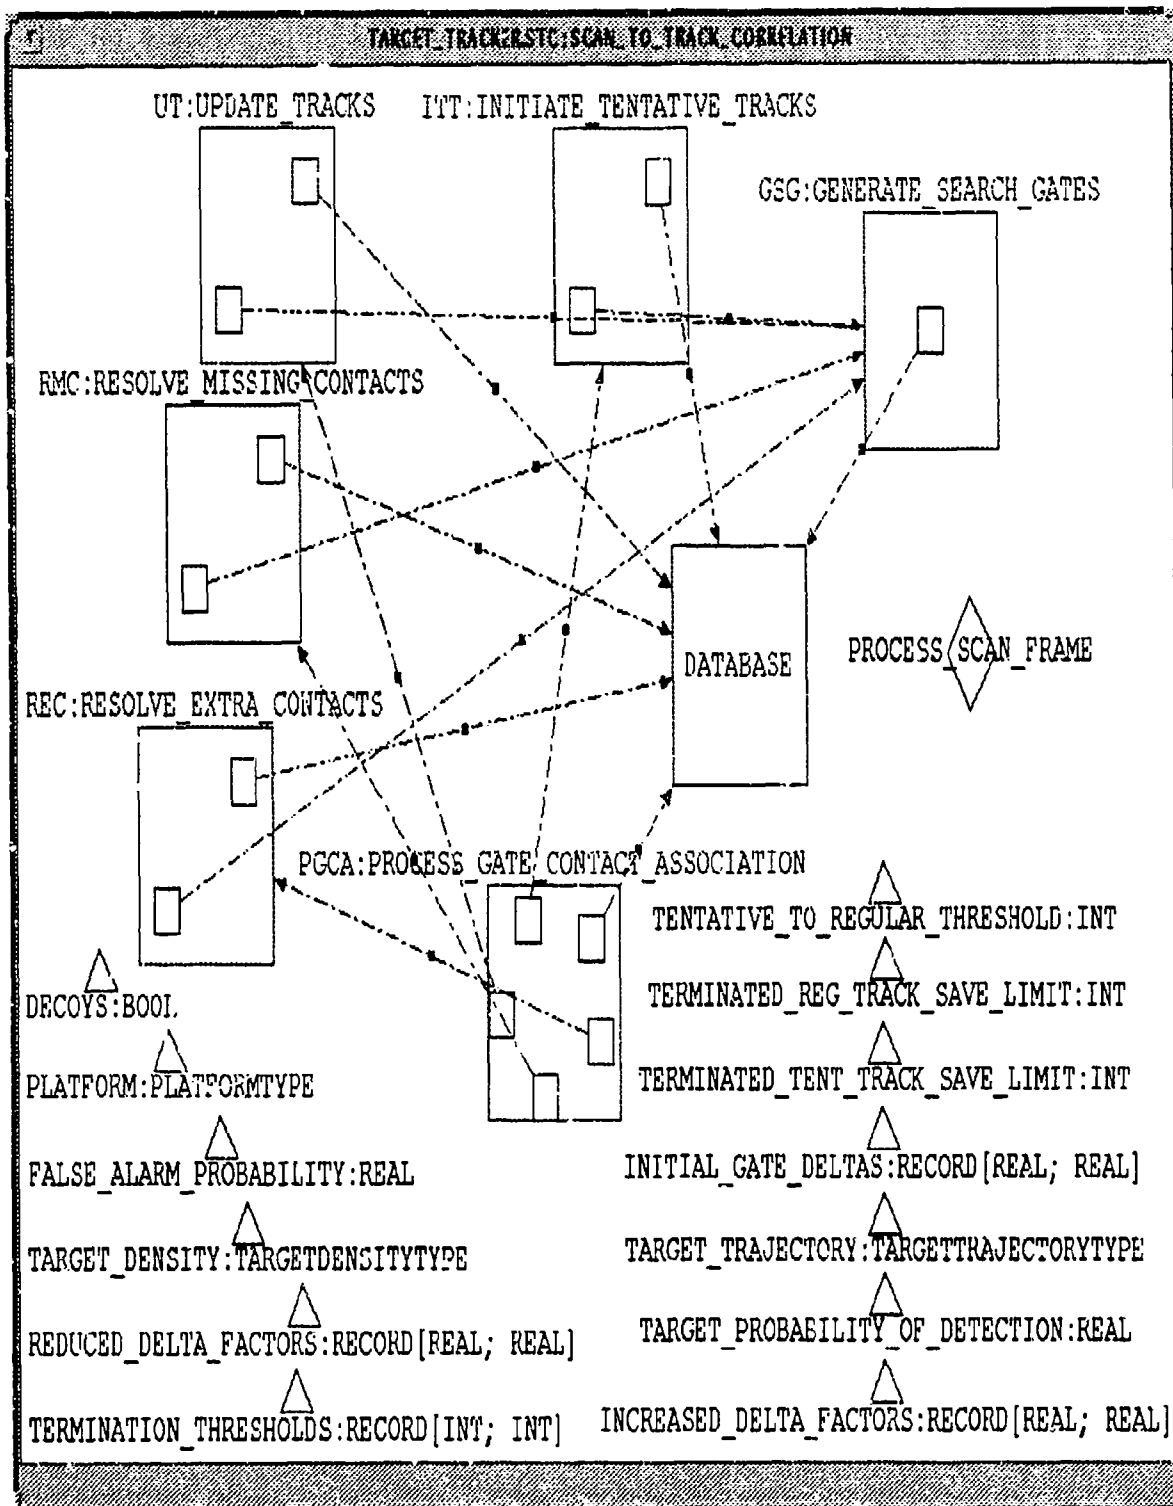 TARGET_TRACKER.STC:SCAN_TO_TRACK_CORRELATION
UT:UPDATE_TRACKS
ITT:INITIATE_TENTATIVE_TRACKS
GSG:GENERATE_SEARCH_GATES
RMC:RESOLVE_MISSING_CONTACTS
DATABASE
PROCESS_SCAN_FRAME
REC:RESOLVE_EXTRA_CONTACTS
PGCA:PROCESS_GATE_CONTACT_ASSOCIATION
DECOYS:BOOL
PLATFORM:PLATFORMTYPE
FALSE_ALARM_PROBABILITY:REAL
TARGET_DENSITY:TARGETDENSITYTYPE
REDUCED_DELTA_FACTORS:RECORD[REAL; REAL]
TERMINATION_THRESHOLDS:RECORD[INT; INT]
TENTATIVE_TO_REGULAR_THRESHOLD:INT
TERMINATED_REG_TRACK_SAVE_LIMIT:INT
TERMINATED_TENT_TRACK_SAVE_LIMIT:INT
INITIAL_GATE_DELTAS:RECORD[REAL; REAL]
TARGET_TRAJECTORY:TARGETTRAJECTORYTYPE
TARGET_PROBABILITY_OF_DETECTION:REAL
INCREASED_DELTA_FACTORS:RECORD[REAL; REAL]